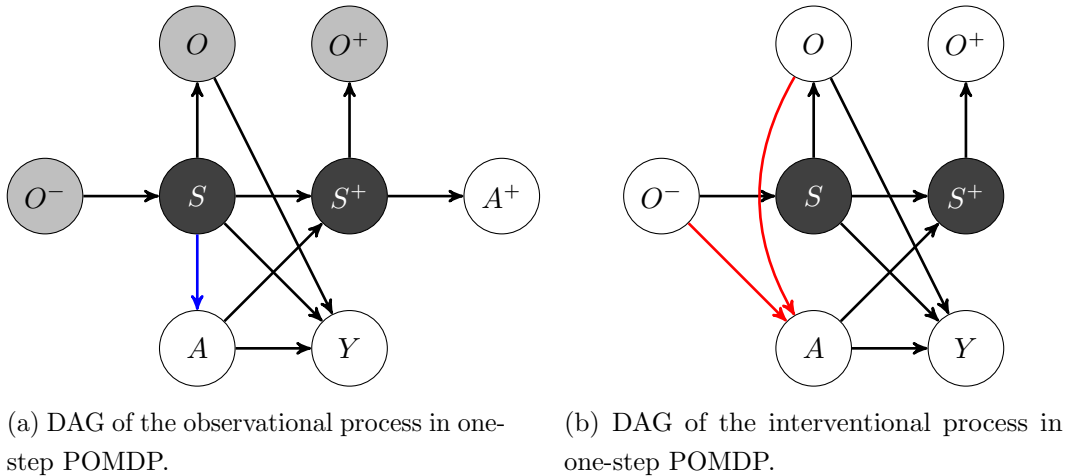 O O⁺
O⁻ S S⁺ A⁺
A Y
(a) DAG of the observational process in one-
step POMDP.
O O⁺
O⁻ S S⁺
A Y
(b) DAG of the interventional process in
one-step POMDP.